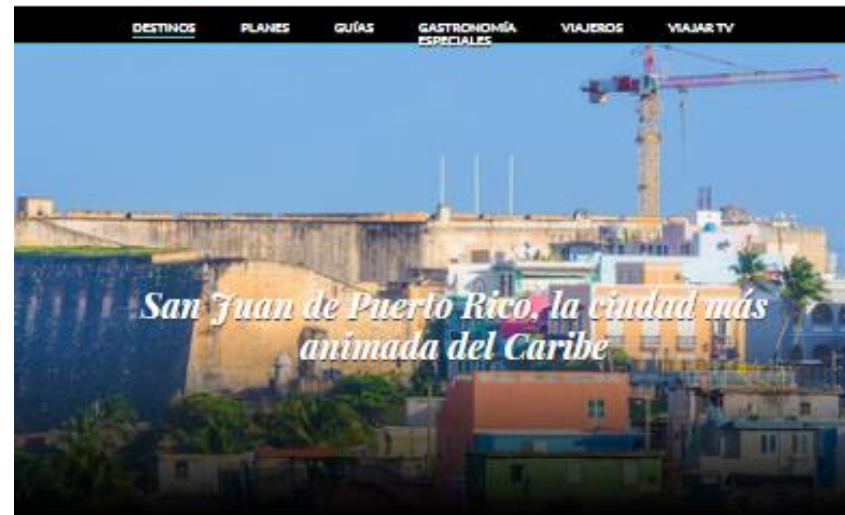 DESTINOS PLANES GUÍAS GASTRONOMÍA VIAJEROS VIAJAR TV
ESPECIALES
San Juan de Puerto Rico, la ciudad más
animada del Caribe